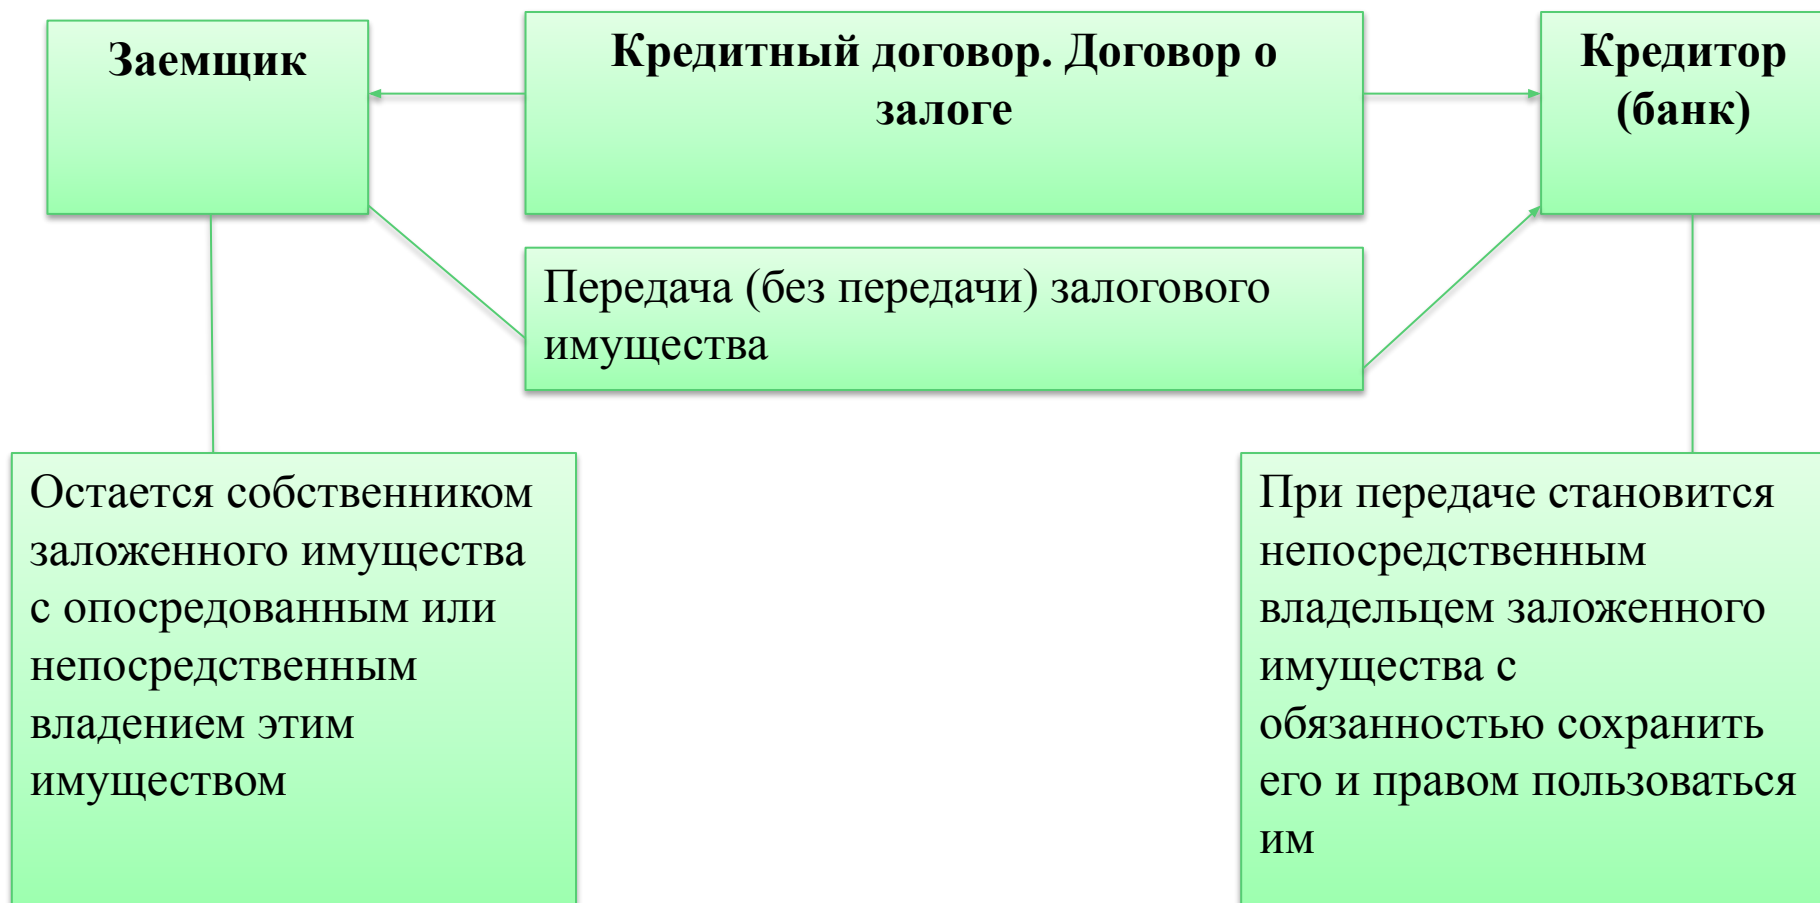 Заемщик
Кредитный договор. Договор о
залоге
Кредитор
(банк)
Передача (без передачи) залогового
имущества
Остается собственником
заложенного имущества
с опосредованным или
непосредственным
владением этим
имуществом
При передаче становится
непосредственным
владельцем заложенного
имущества с
обязанностью сохранить
его и правом пользоваться
им